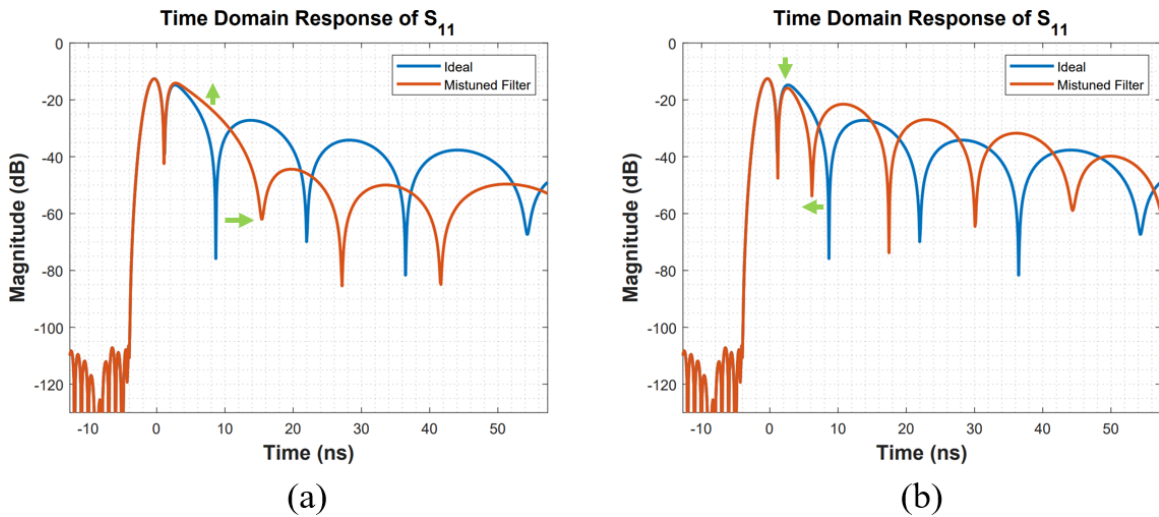 Time Domain Response of S11
Ideal
Mistuned Filter
Magnitude (dB)
0
-20
-40
-60
-80
-100
-120
-10 0 10 20 30 40 50
Time (ns)
(a)
Time Domain Response of S11
Ideal
Mistuned Filter
Magnitude (dB)
0
-20
-40
-60
-80
-100
-120
-10 0 10 20 30 40 50
Time (ns)
(b)